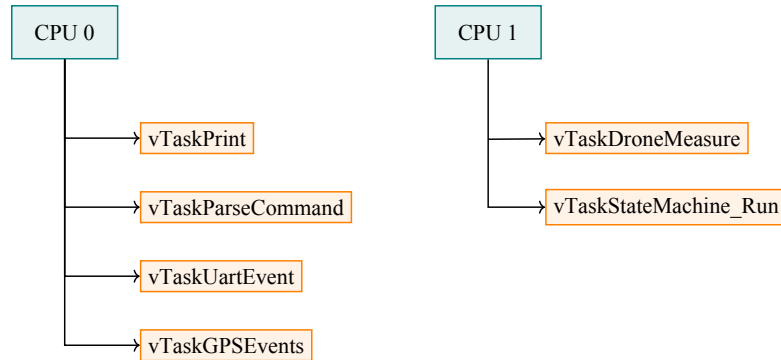 CPU 0
vTaskPrint
vTaskParseCommand
vTaskUartEvent
vTaskGPSEvents
CPU 1
vTaskDroneMeasure
vTaskStateMachine_Run